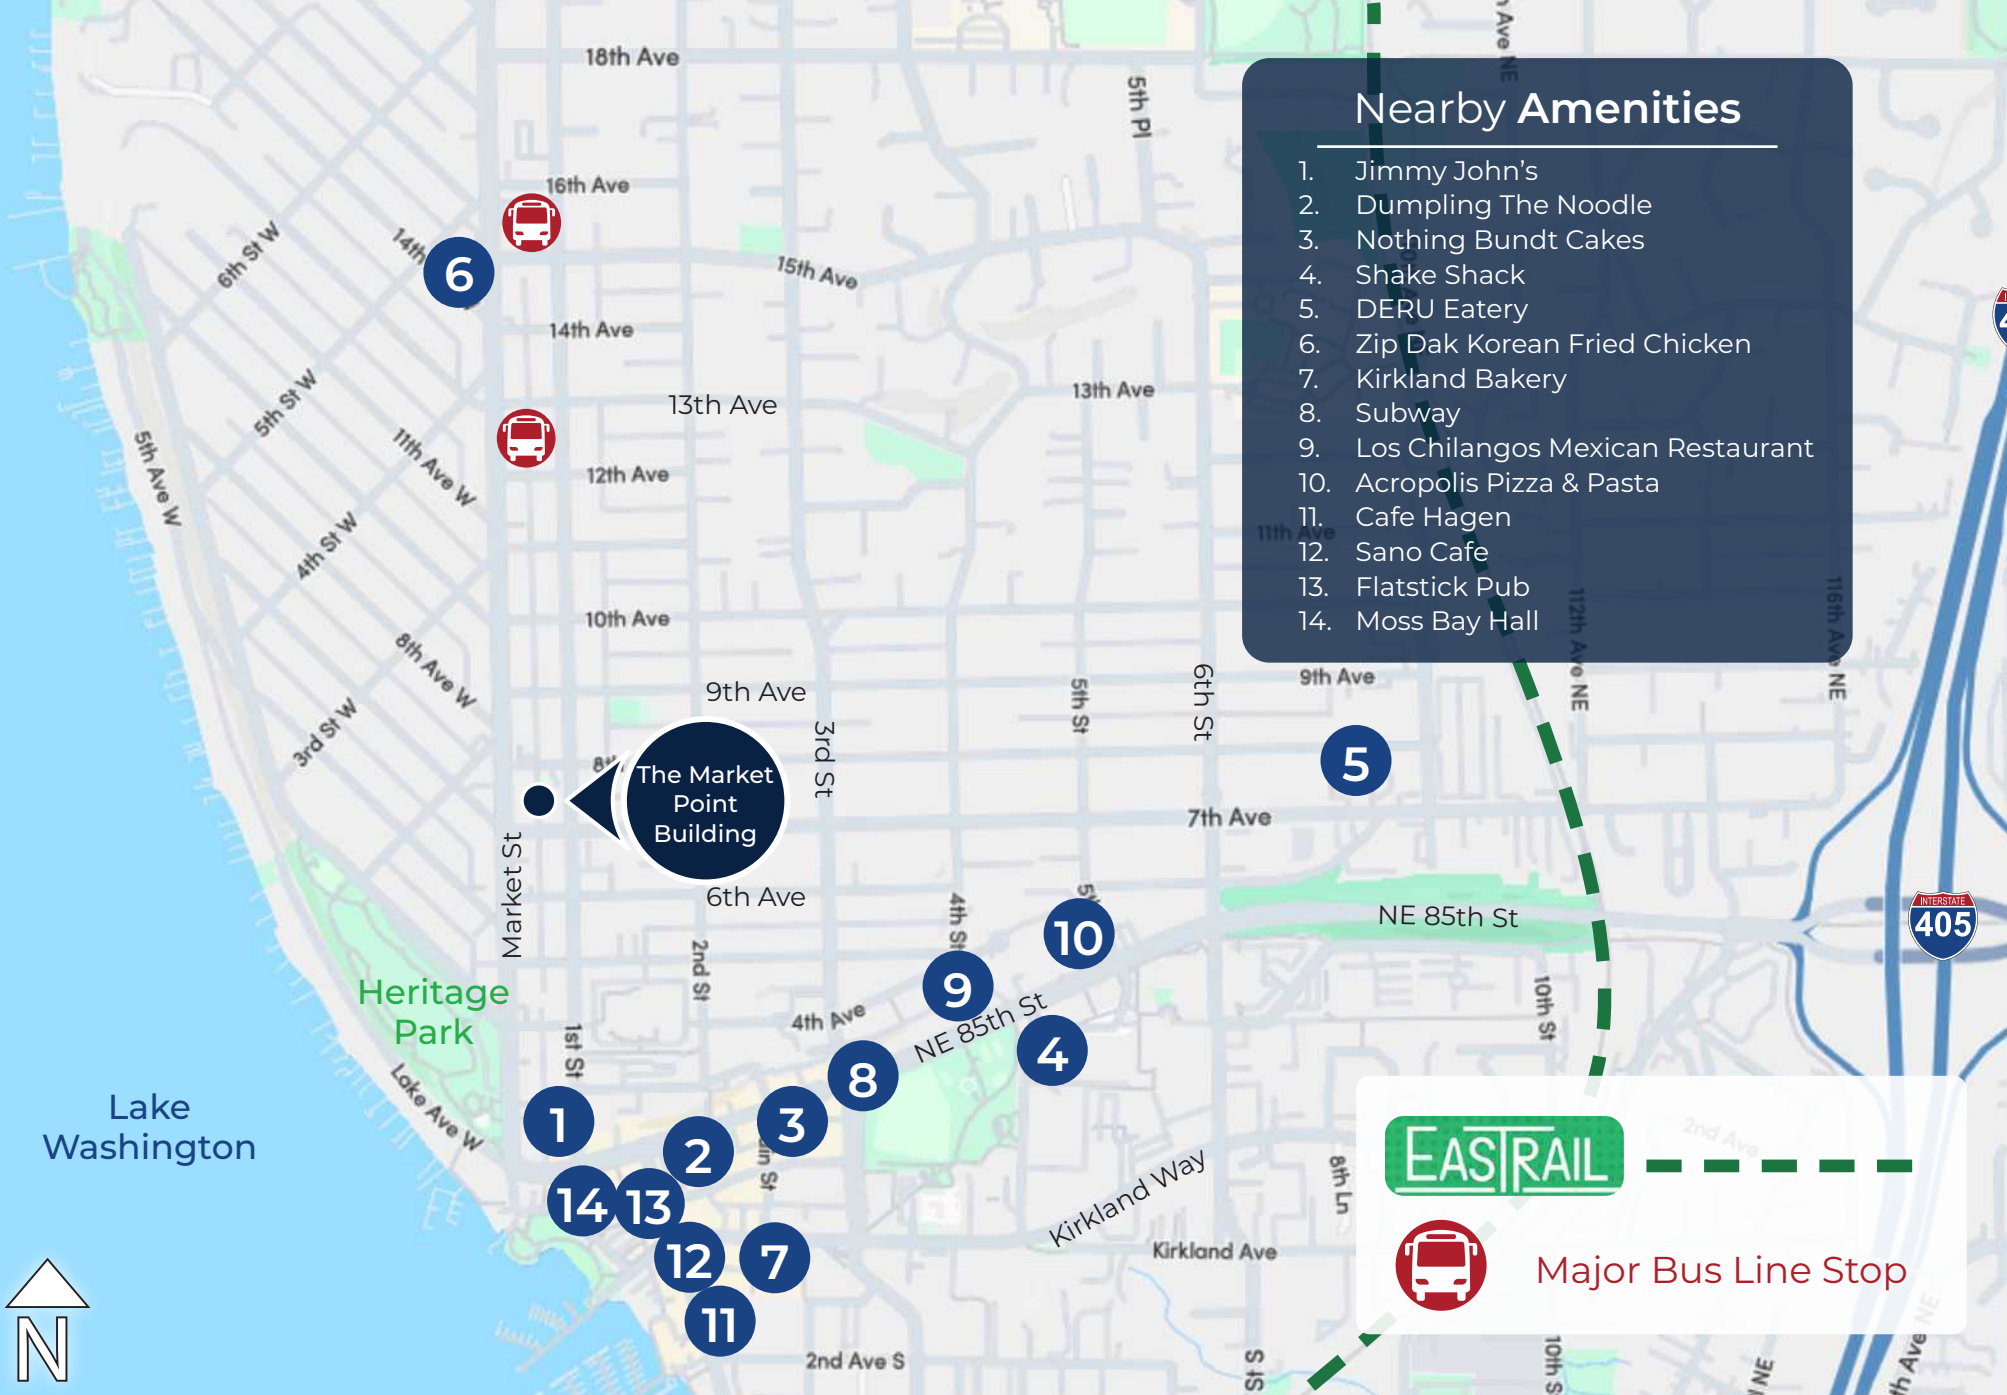 18th Ave
5th Pl
Nearby Amenities
1. Jimmy John's
2. Dumpling The Noodle
3. Nothing Bundt Cakes
4. Shake Shack
5. DERU Eatery
6. Zip Dak Korean Fried Chicken
7. Kirkland Bakery
8. Subway
9. Los Chilangos Mexican Restaurant
10. Acropolis Pizza & Pasta
11. Cafe Hagen
12. Sano Cafe
13. Flatstick Pub
14. Moss Bay Hall
16th Ave
6th St W
14th
6
15th Ave
14th Ave
5th St W
13th Ave
13th Ave
5th Ave W
11th Ave W
12th Ave
4th St W
11th Ave
10th Ave
8th Ave W
112th Ave NE
116th Ave NE
9th Ave
9th Ave
5th St
6th St
3rd St W
3rd St
The Market
Point
Building
5
7th Ave
Market St
6th Ave
4th St
10
NE 85th St
INTERSTATE
405
2nd St
9
Heritage
Park
4th Ave
NE 85th St
10th St
1st St
4
8
Lake Ave W
Lake
Washington
1
3
2
2nd Ave
14
13
Kirkland Way
8th Ln
EASTRAIL
12
7
Kirkland Ave
Major Bus Line Stop
11
N
2nd Ave S